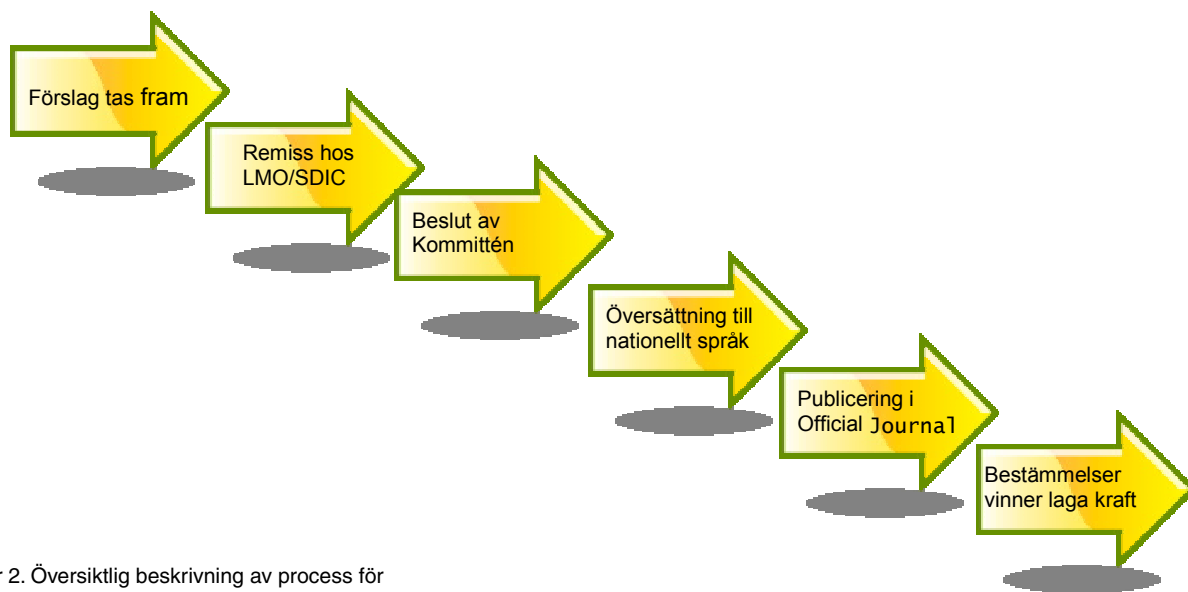 Förslag tas fram
Remiss hos
LMO/SDIC
Beslut av
Kommittén
Översättning till
nationellt språk
Publicering i
Official Journal
Bestämmelser
vinner laga kraft
2. Översiktlig beskrivning av process för